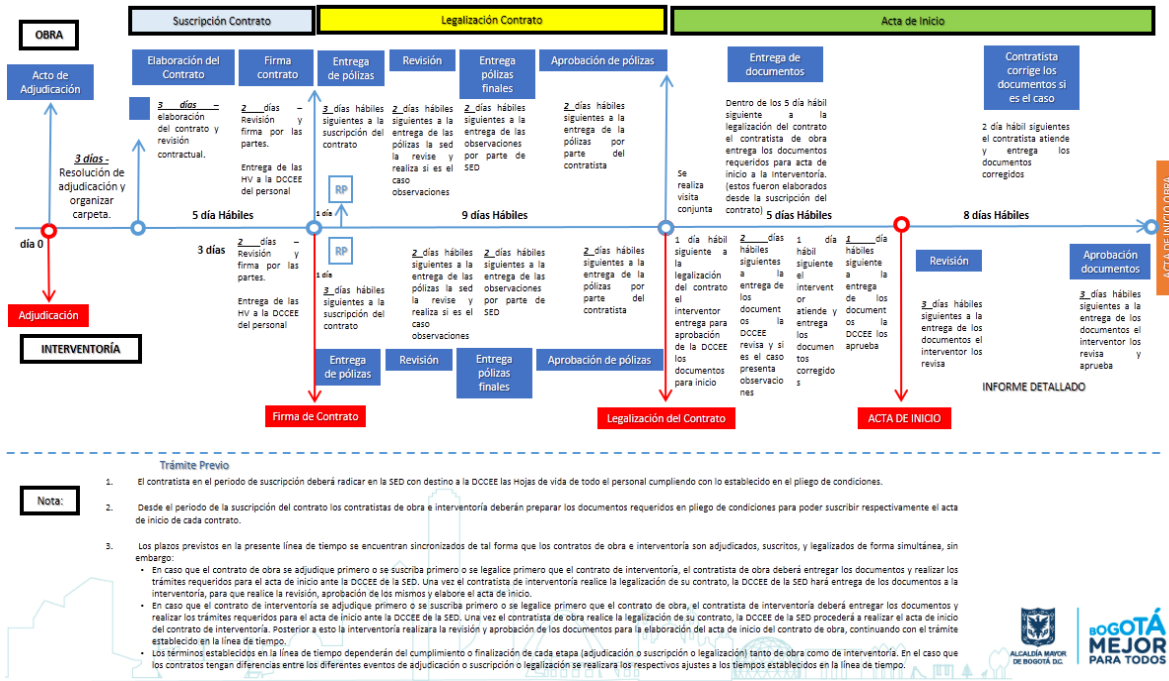 Suscripción Contrato
Legalización Contrato
Acta de Inicio
OBRA
Acto de
Adjudicación
Elaboración del
Contrato
Firma
contrato
Entrega
de pólizas
Revisión
Entrega
pólizas
finales
Aprobación de pólizas
Entrega de
documentos
Contratista
corrige los
documentos si
es el caso
3 días -
Resolución de
adjudicación y
organizar
carpeta.
3 días –
elaboración
del contrato y
revisión
contractual.
2 días –
Revisión y
firma por las
partes.
Entrega de las
HV a la DCCEE
del personal
3 días hábiles
siguientes a la
suscripción del
contrato
2 días hábiles
siguientes a la
entrega de las
pólizas la sed
la revise y
realiza si es el
caso
observaciones
2 días hábiles
siguientes a la
entrega de las
observaciones
por parte de
SED
2 días hábiles
siguientes a la
entrega de la
pólizas por
parte del
contratista
Se
realiza
visita
conjunta
Dentro de los 5 día hábil
siguiente a la
legalización del contrato
el contratista de obra
entrega los documentos
requeridos para acta de
inicio a la Interventoría.
(estos fueron elaborados
desde la suscripción del
contrato)
2 día hábil siguientes
el contratista atiende
y entrega los
documentos
corregidos
RP
1 día
5 día Hábiles
9 días Hábiles
5 días Hábiles
8 días Hábiles
ACTA DE INICIO OBRA
día 0
3 días
2 días –
Revisión y
firma por las
partes.
Entrega de las
HV a la DCCEE
del personal
RP
1 día
3 días hábiles
siguientes a la
suscripción del
contrato
2 días hábiles
siguientes a la
entrega de las
pólizas la sed
la revise y
realiza si es el
caso
observaciones
2 días hábiles
siguientes a la
entrega de las
observaciones
por parte de
SED
2 días hábiles
siguientes a la
entrega de la
pólizas por
parte del
contratista
1 día hábil
siguiente a
la
legalización
del contrato
el
interventor
entrega para
aprobación
de la DCCEE
los
documentos
para inicio
2 días
hábiles
siguientes
a la
entrega de
los
document
os la
DCCEE
revisa y si
es el caso
presenta
observacio
nes
1 día
hábil
siguiente
el
intervent
or
atiende y
entrega
los
documen
tos
corregido
s
1 día
hábiles
siguiente
a la
entrega
de los
document
os la
DCCEE los
aprueba
Revisión
3 días hábiles
siguientes a la
entrega de los
documentos el
interventor los
revisa
Aprobación
documentos
3 días hábiles
siguientes a la
entrega de los
documentos el
interventor los
revisa y
aprueba
INFORME DETALLADO
Adjudicación
INTERVENTORÍA
Entrega
de pólizas
Revisión
Entrega
pólizas
finales
Aprobación de pólizas
Firma de Contrato
Legalización del Contrato
ACTA DE INICIO
Trámite Previo
Nota:
1. El contratista en el periodo de suscripción deberá radicar en la SED con destino a la DCCEE las Hojas de vida de todo el personal cumpliendo con lo establecido en el pliego de condiciones.
2. Desde el periodo de la suscripción del contrato los contratistas de obra e interventoría deberán preparar los documentos requeridos en pliego de condiciones para poder suscribir respectivamente el acta
de inicio de cada contrato.
3. Los plazos previstos en la presente línea de tiempo se encuentran sincronizados de tal forma que los contratos de obra e interventoría son adjudicados, suscritos, y legalizados de forma simultánea, sin
embargo:
• En caso que el contrato de obra se adjudique primero o se suscriba primero o se legalice primero que el contrato de interventoría, el contratista de obra deberá entregar los documentos y realizar los
trámites requeridos para el acta de inicio ante la DCCEE de la SED. Una vez el contratista de interventoría realice la legalización de su contrato, la DCCEE de la SED hará entrega de los documentos a la
interventoría, para que realice la revisión, aprobación de los mismos y elabore el acta de inicio.
• En caso que el contrato de interventoría se adjudique primero o se suscriba primero o se legalice primero que el contrato de obra, el contratista de interventoría deberá entregar los documentos y
realizar los trámites requeridos para el acta de inicio ante la DCCEE de la SED. Una vez el contratista de obra realice la legalización de su contrato, la DCCEE de la SED procederá a realizar el acta de inicio
del contrato de interventoría. Posterior a esto la interventoría realizara la revisión y aprobación de los documentos para la elaboración del acta de inicio del contrato de obra, continuando con el trámite
establecido en la línea de tiempo.
• Los términos establecidos en la línea de tiempo dependerán del cumplimiento o finalización de cada etapa (adjudicación o suscripción o legalización) tanto de obra como de interventoría. En el caso que
los contratos tengan diferencias entre los diferentes eventos de adjudicación o suscripción o legalización se realizara los respectivos ajustes a los tiempos establecidos en la línea de tiempo.
ALCALDÍA MAYOR
DE BOGOTÁ D.C.
BOGOTÁ
MEJOR
PARA TODOS